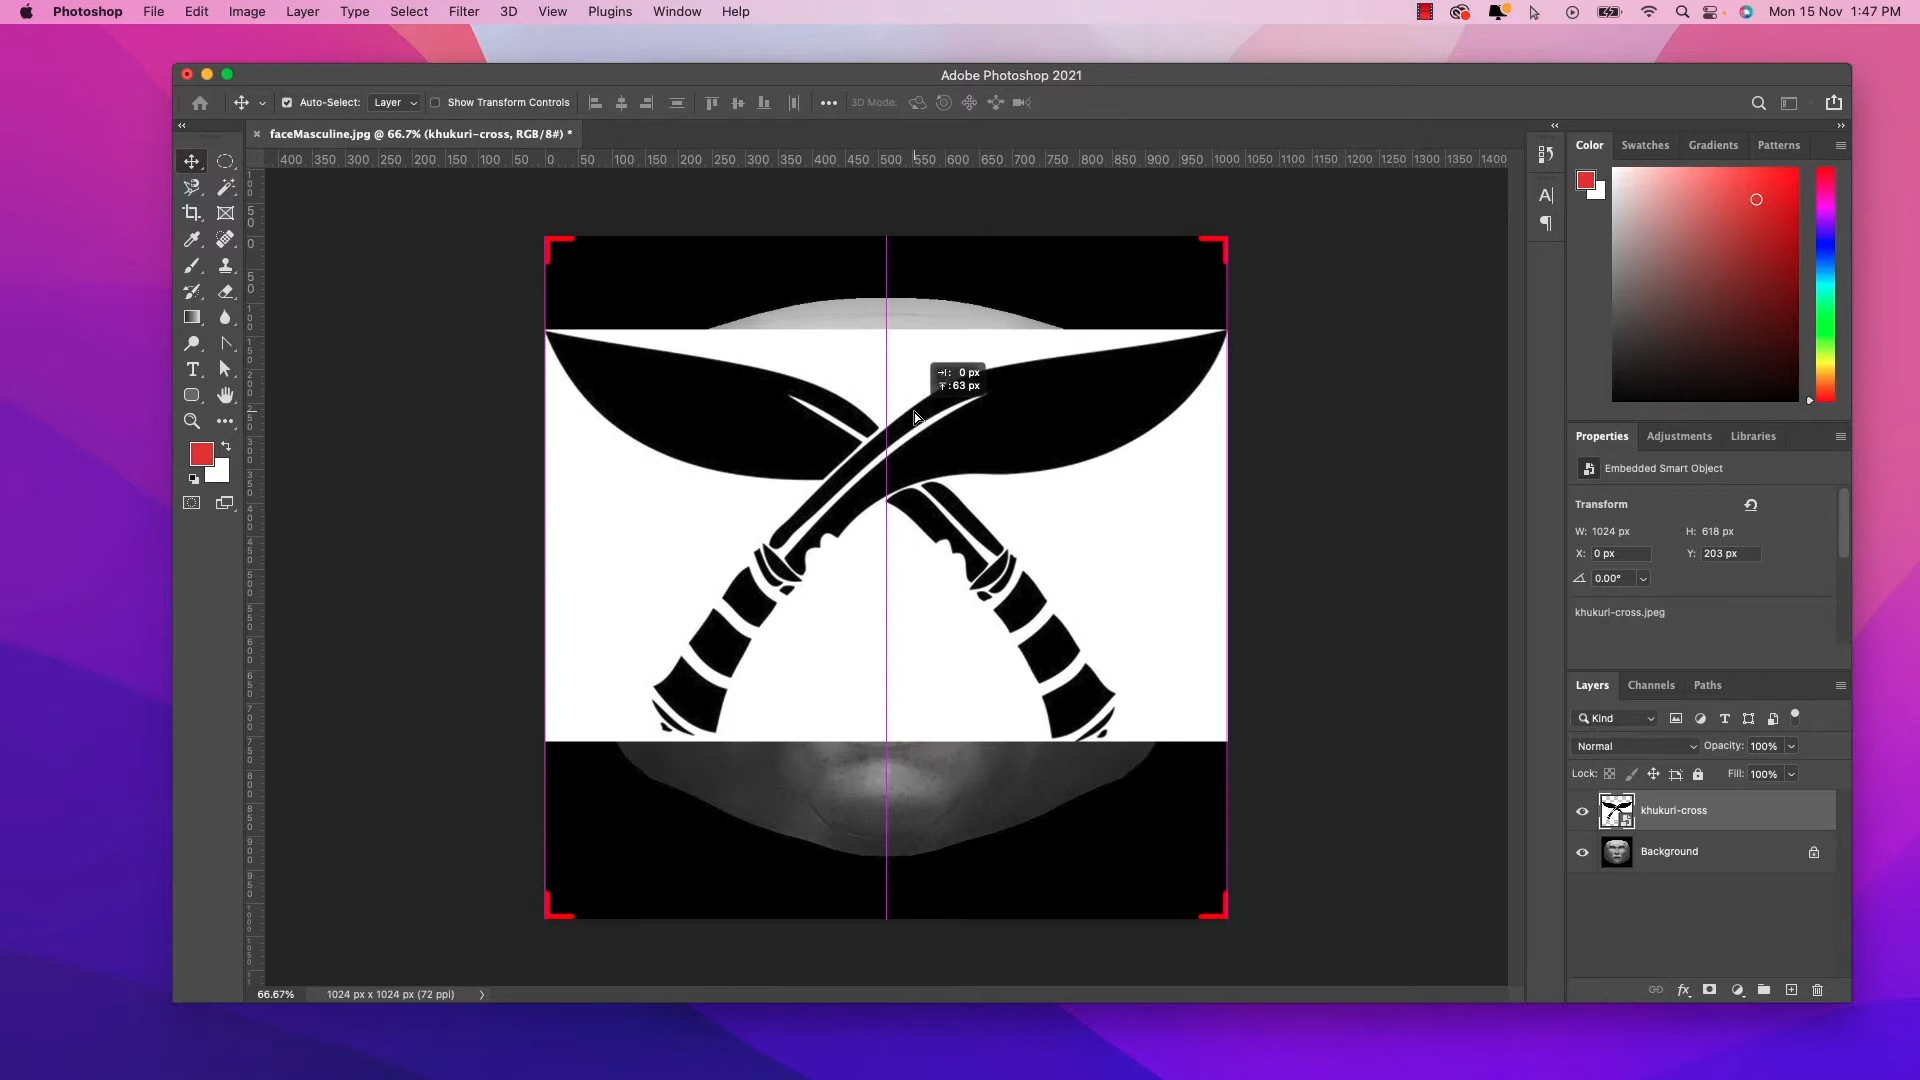 Photoshop File Edit Image Layer Type Select Filter 3D View Plugins Window Help Mon 15 Nov 1:47 PM
Adobe Photoshop 2021
Auto-Select: Layer Show Transform Controls 3D Mode:
faceMasculine.jpg @ 66.7% (khukuri-cross, RGB/8#) *
400 350 300 250 200 150 100 50 0 50 100 150 200 250 300 350 400 450 500 550 600 650 700 750 800 850 900 950 1000 1050 1100 1150 1200 1250 1300 1350 1400
Color Swatches Gradients Patterns
0 px
63 px
Properties Adjustments Libraries
Embedded Smart Object
Transform
W: 1024 px H: 618 px
X: 0 px Y: 203 px
0.00°
khukuri-cross.jpeg
Layers Channels Paths
Kind
Normal Opacity: 100%
Lock: Fill: 100%
khukuri-cross
Background
66.67% 1024 px x 1024 px (72 ppi)